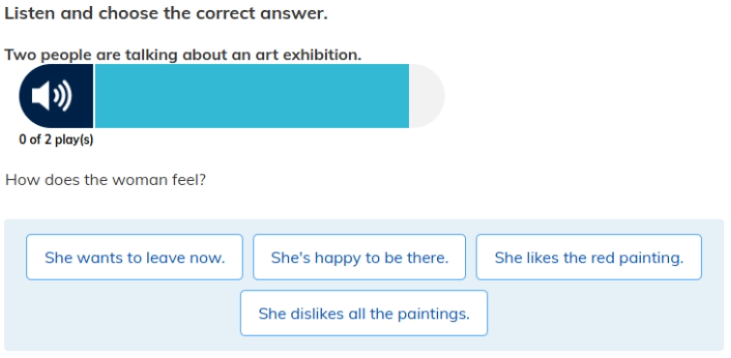 Listen and choose the correct answer.
Two people are talking about an art exhibition.
0 of 2 play(s)
How does the woman feel?
She wants to leave now.
She's happy to be there.
She likes the red painting.
She dislikes all the paintings.